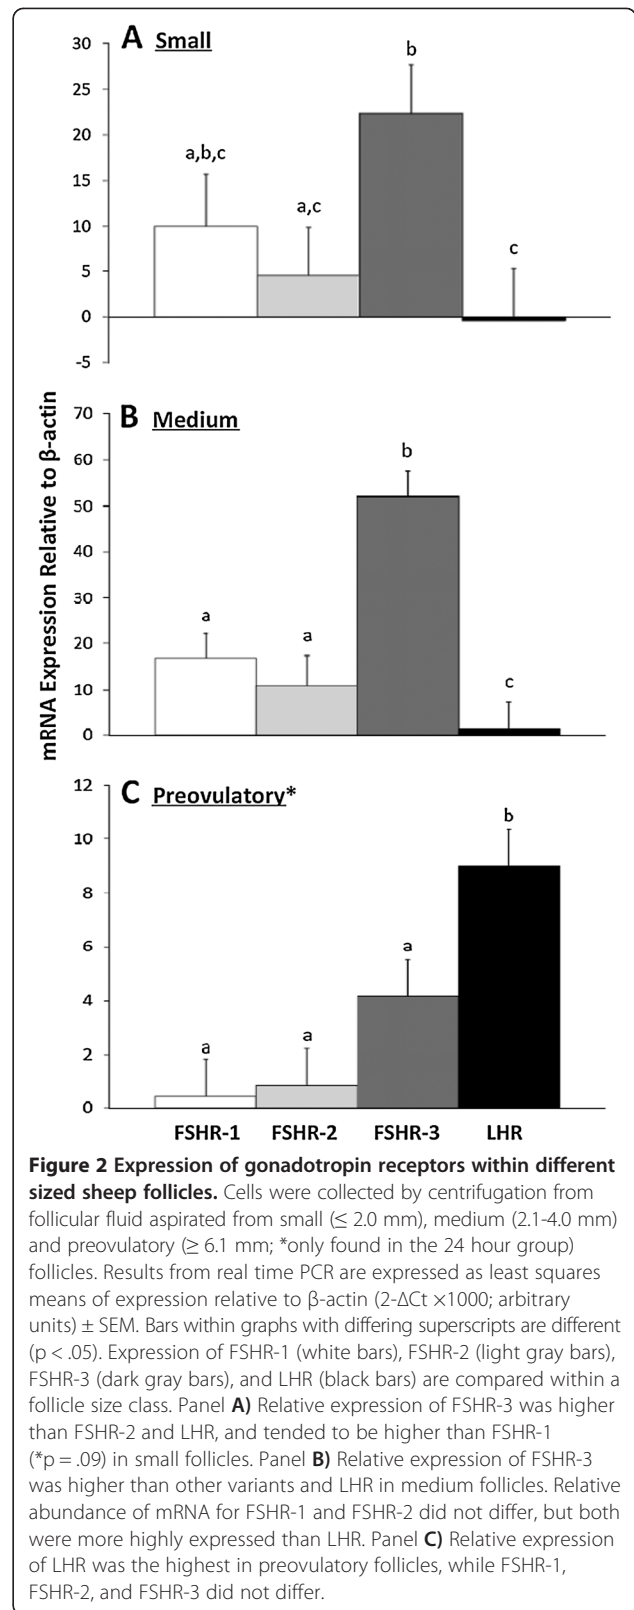 A Small
30
25
20
15
10
5
0
-5
a,b,c
a,c
b
c
mRNA Expression Relative to β-actin
B Medium
70
60
50
40
30
20
10
0
a
a
b
c
C Preovulatory*
12
10
8
6
4
2
0
a
a
a
b
FSHR-1 FSHR-2 FSHR-3 LHR
Figure 2 Expression of gonadotropin receptors within different
sized sheep follicles. Cells were collected by centrifugation from
follicular fluid aspirated from small (≤ 2.0 mm), medium (2.1-4.0 mm)
and preovulatory (≥ 6.1 mm; *only found in the 24 hour group)
follicles. Results from real time PCR are expressed as least squares
means of expression relative to β-actin (2-ΔCt ×1000; arbitrary
units) ± SEM. Bars within graphs with differing superscripts are different
(p < .05). Expression of FSHR-1 (white bars), FSHR-2 (light gray bars),
FSHR-3 (dark gray bars), and LHR (black bars) are compared within a
follicle size class. Panel A) Relative expression of FSHR-3 was higher
than FSHR-2 and LHR, and tended to be higher than FSHR-1
(*p = .09) in small follicles. Panel B) Relative expression of FSHR-3
was higher than other variants and LHR in medium follicles. Relative
abundance of mRNA for FSHR-1 and FSHR-2 did not differ, but both
were more highly expressed than LHR. Panel C) Relative expression
of LHR was the highest in preovulatory follicles, while FSHR-1,
FSHR-2, and FSHR-3 did not differ.